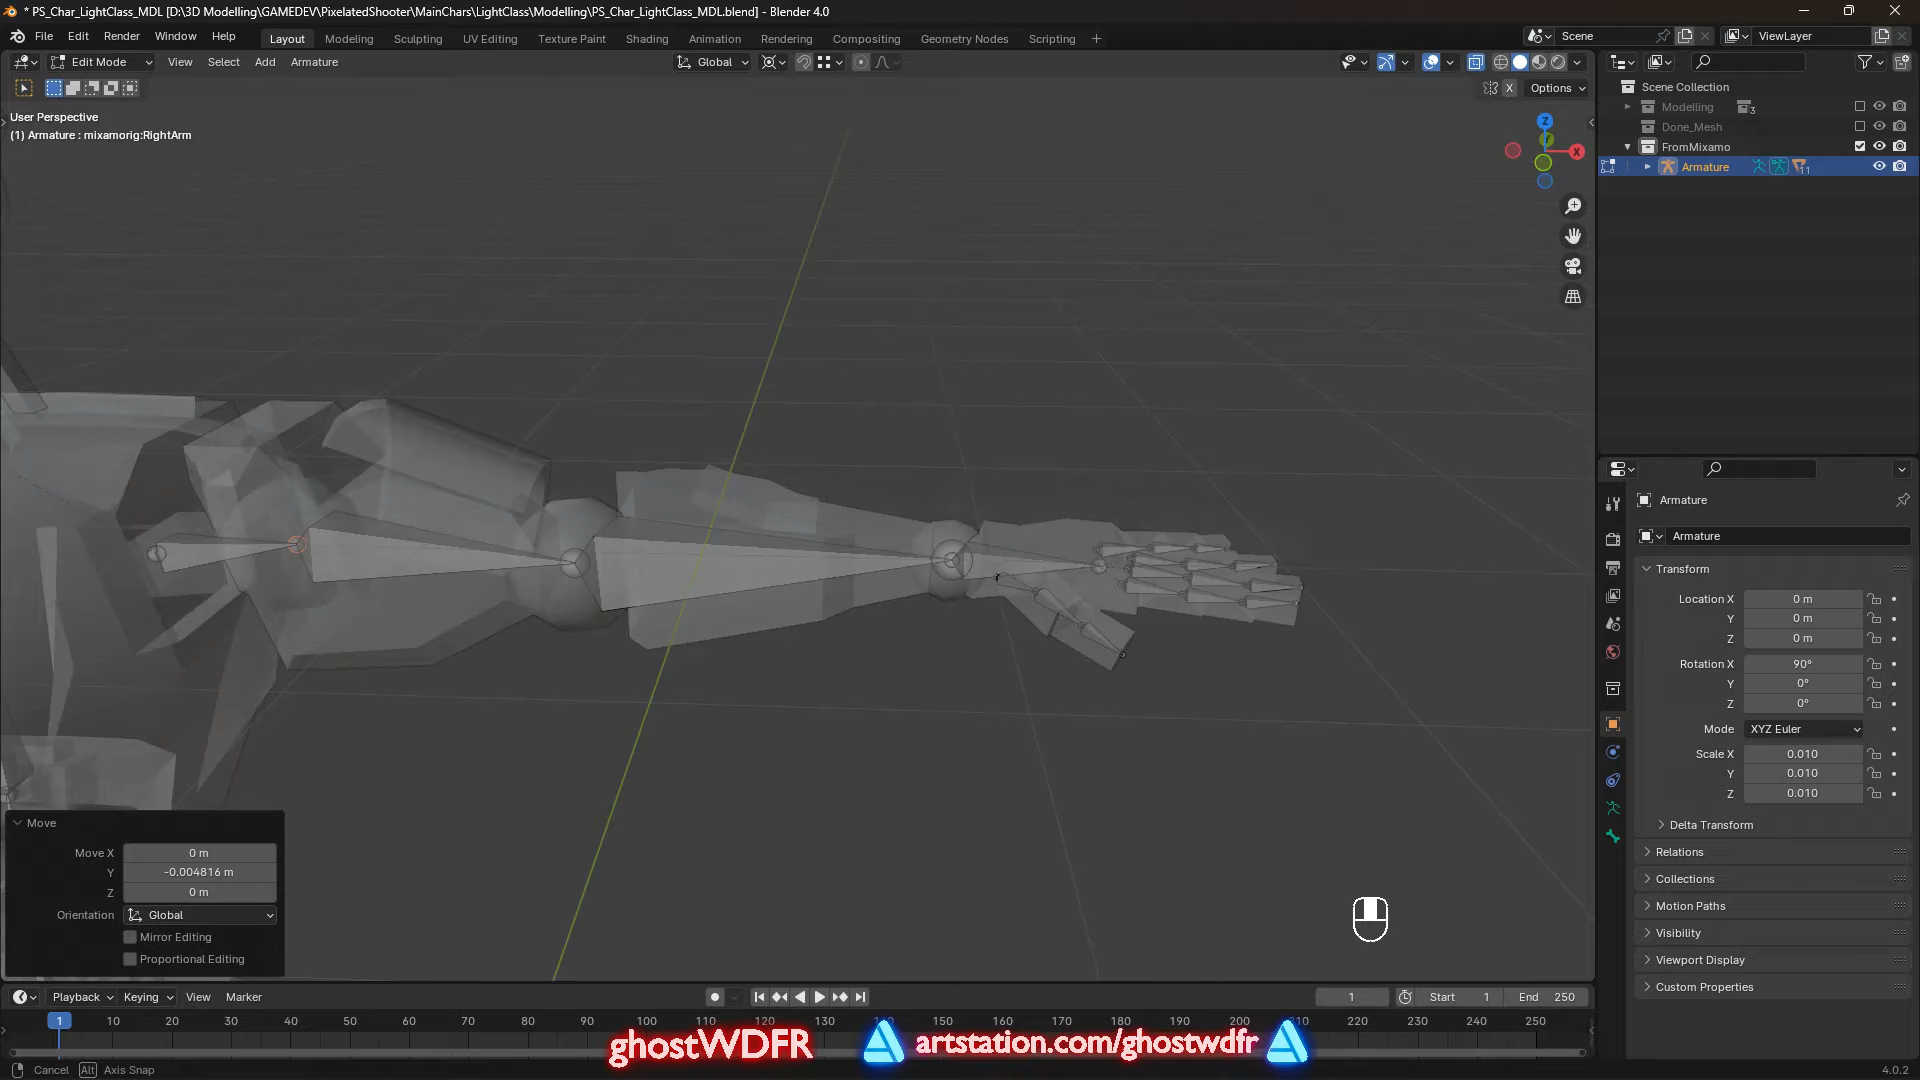 * PS_Char_LightClass_MDL [D:\3D Modelling\GAMEDEV\PixelatedShooter\MainChars\LightClass\Modelling\PS_Char_LightClass_MDL.blend] - Blender 4.0
File Edit Render Window Help Layout Modeling Sculpting UV Editing Texture Paint Shading Animation Rendering Compositing Geometry Nodes Scripting + Scene ViewLayer
Edit Mode View Select Add Armature Global
X Options
User Perspective
(1) Armature : mixamorig:RightArm
Z
Y
X
Scene Collection
Modelling 3
Done_Mesh
FromMixamo
Armature 11
Armature
Armature
Transform
Location X 0 m
Y 0 m
Z 0 m
Rotation X 90°
Y 0°
Z 0°
Mode XYZ Euler
Scale X 0.010
Y 0.010
Z 0.010
Delta Transform
Relations
Collections
Motion Paths
Visibility
Viewport Display
Custom Properties
Move
Move X 0 m
Y -0.004816 m
Z 0 m
Orientation Global
Mirror Editing
Proportional Editing
Playback Keying View Marker 1 Start 1 End 250
1 10 20 30 40 50 60 70 80 90 100 110 120 130 140 150 160 170 180 190 200 210 220 230 240 250
ghostWDFR artstation.com/ghostwdfr
Cancel Alt Axis Snap 4.0.2